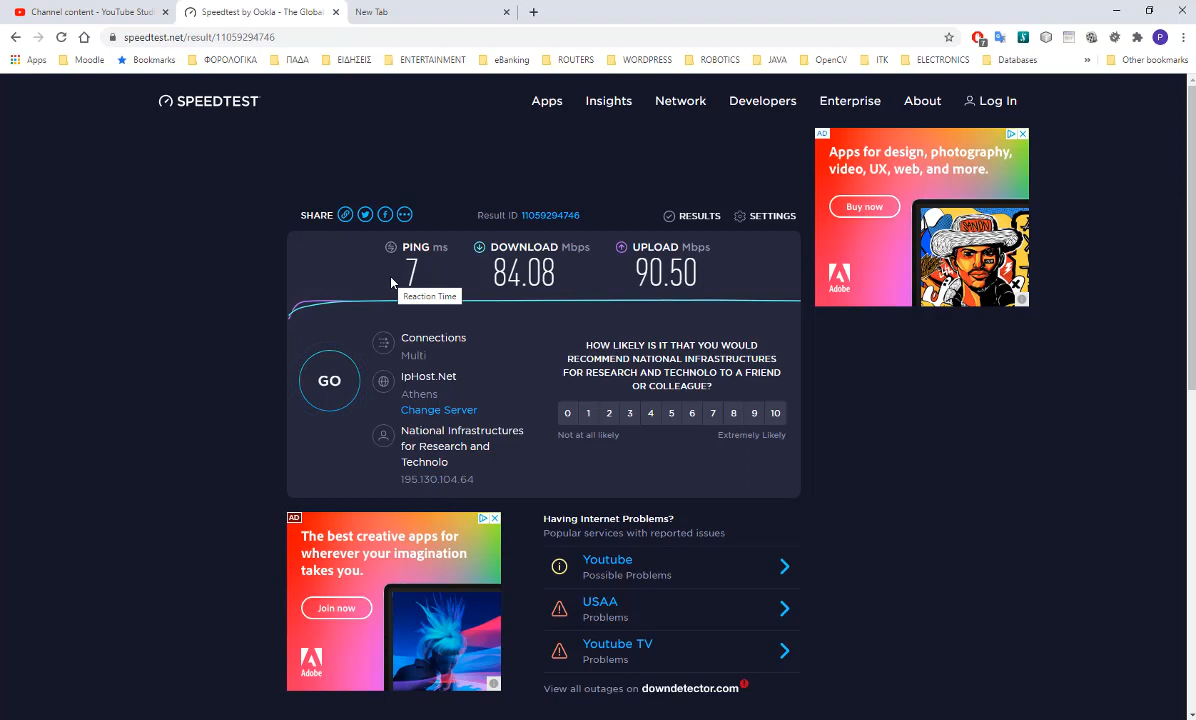 Channel content - YouTube Studi
Speedtest by Ookla - The Global
New Tab
speedtest.net/result/11059294746
7
P
Apps
Moodle
Bookmarks
ΦΟΡΟΛΟΓΙΚΑ
ΠΑΔΑ
ΕΙΔΗΣΕΙΣ
ENTERTAINMENT
eBanking
ROUTERS
WORDPRESS
ROBOTICS
JAVA
OpenCV
ITK
ELECTRONICS
Databases
»
Other bookmarks
SPEEDTEST
Apps
Insights
Network
Developers
Enterprise
About
Log In
AD
Apps for design, photography,
video, UX, web, and more.
Buy now
Adobe
SHARE
Result ID 11059294746
RESULTS
SETTINGS
PING ms
7
DOWNLOAD Mbps
84.08
UPLOAD Mbps
90.50
Reaction Time
GO
Connections
Multi
IpHost.Net
Athens
Change Server
National Infrastructures
for Research and
Technolo
195.130.104.64
HOW LIKELY IS IT THAT YOU WOULD
RECOMMEND NATIONAL INFRASTRUCTURES
FOR RESEARCH AND TECHNOLO TO A FRIEND
OR COLLEAGUE?
0 1 2 3 4 5 6 7 8 9 10
Not at all likely
Extremely Likely
AD
The best creative apps for
wherever your imagination
takes you.
Join now
Adobe
Having Internet Problems?
Popular services with reported issues
Youtube
Possible Problems
USAA
Problems
Youtube TV
Problems
View all outages on downdetector.com